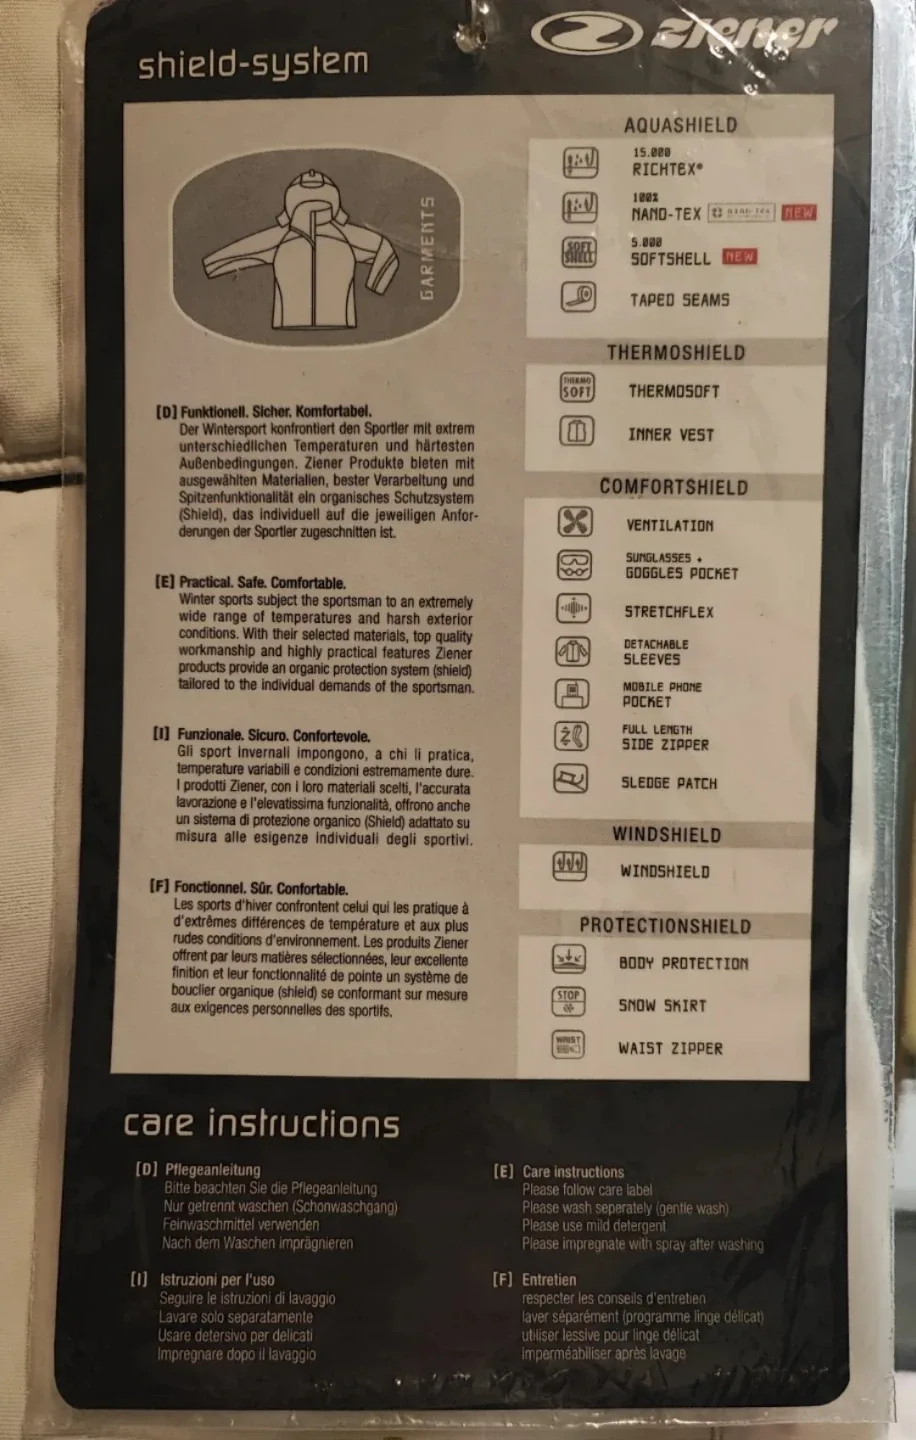 shield-system
ziener
GARMENTS
[D] Funktionell. Sicher. Komfortabel.
Der Wintersport konfrontiert den Sportler mit extrem
unterschiedlichen Temperaturen und härtesten
Außenbedingungen. Ziener Produkte bieten mit
ausgewählten Materialien, bester Verarbeitung und
Spitzenfunktionalität ein organisches Schutzsystem
(Shield), das individuell auf die jeweiligen Anfor-
derungen der Sportler zugeschnitten ist.
[E] Practical. Safe. Comfortable.
Winter sports subject the sportsman to an extremely
wide range of temperatures and harsh exterior
conditions. With their selected materials, top quality
workmanship and highly practical features Ziener
products provide an organic protection system (shield)
tailored to the individual demands of the sportsman.
[I] Funzionale. Sicuro. Confortevole.
Gli sport invernali impongono, a chi li pratica,
temperature variabili e condizioni estremamente dure.
I prodotti Ziener, con i loro materiali scelti, l'accurata
lavorazione e l'elevatissima funzionalità, offrono anche
un sistema di protezione organico (Shield) adattato su
misura alle esigenze individuali degli sportivi.
[F] Fonctionnel. Sûr. Confortable.
Les sports d'hiver confrontent celui qui les pratique à
d'extrêmes différences de température et aux plus
rudes conditions d'environnement. Les produits Ziener
offrent par leurs matières sélectionnées, leur excellente
finition et leur fonctionnalité de pointe un système de
bouclier organique (shield) se conformant sur mesure
aux exigences personnelles des sportifs.
AQUASHIELD
15.000
RICHTEX®
100%
NANO-TEX NANO-TEX NEW
SOFT SHELL
5.000
SOFTSHELL NEW
TAPED SEAMS
THERMOSHIELD
THERMO SOFT
THERMOSOFT
INNER VEST
COMFORTSHIELD
VENTILATION
SUNGLASSES +
GOGGLES POCKET
STRETCHFLEX
DETACHABLE
SLEEVES
MOBILE PHONE
POCKET
FULL LENGTH
SIDE ZIPPER
SLEDGE PATCH
WINDSHIELD
WINDSHIELD
PROTECTIONSHIELD
BODY PROTECTION
STOP
SNOW SKIRT
WAIST
WAIST ZIPPER
care instructions
[D] Pflegeanleitung
Bitte beachten Sie die Pflegeanleitung
Nur getrennt waschen (Schonwaschgang)
Feinwaschmittel verwenden
Nach dem Waschen imprägnieren
[E] Care instructions
Please follow care label
Please wash seperately (gentle wash)
Please use mild detergent
Please impregnate with spray after washing
[I] Istruzioni per l'uso
Seguire le istruzioni di lavaggio
Lavare solo separatamente
Usare detersivo per delicati
Impregnare dopo il lavaggio
[F] Entretien
respecter les conseils d'entretien
laver séparément (programme linge délicat)
utiliser lessive pour linge délicat
Imperméabiliser après lavage